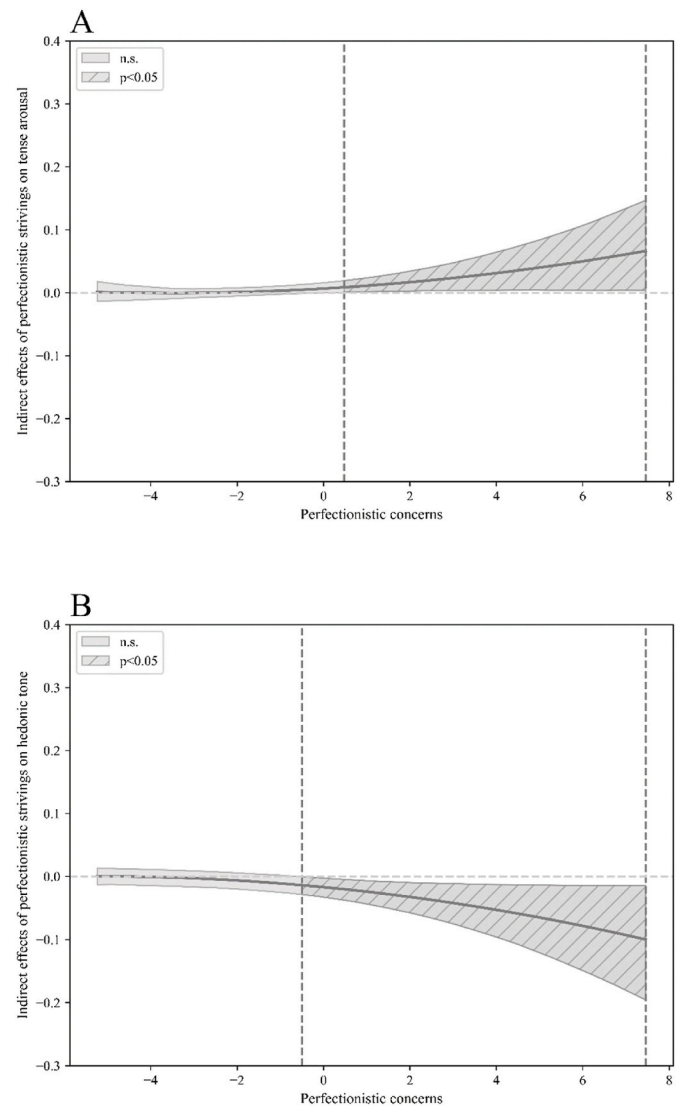 A
Indirect effects of perfectionistic strivings on tense arousal
0.4
0.3
0.2
0.1
0.0
−0.1
−0.2
−0.3
n.s.
p<0.05
−4 −2 0 2 4 6 8
Perfectionistic concerns
B
Indirect effects of perfectionistic strivings on hedonic tone
0.4
0.3
0.2
0.1
0.0
−0.1
−0.2
−0.3
n.s.
p<0.05
−4 −2 0 2 4 6 8
Perfectionistic concerns